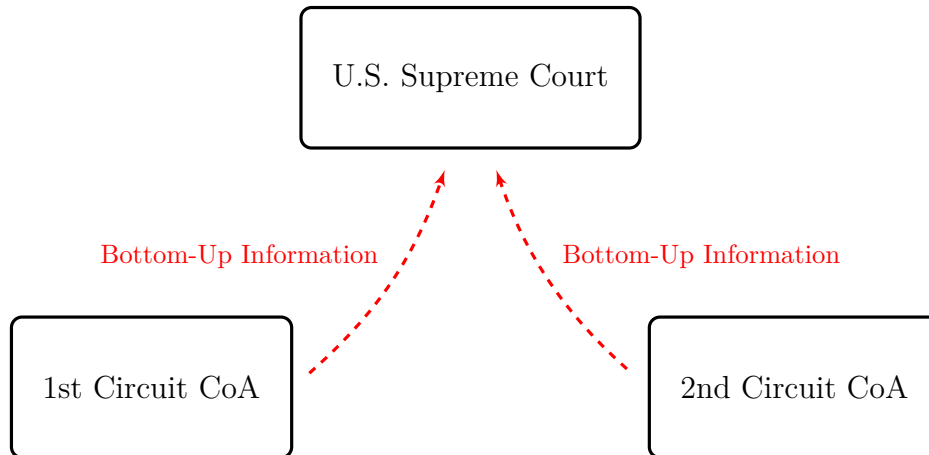 U.S. Supreme Court
Bottom-Up Information
Bottom-Up Information
1st Circuit CoA
2nd Circuit CoA